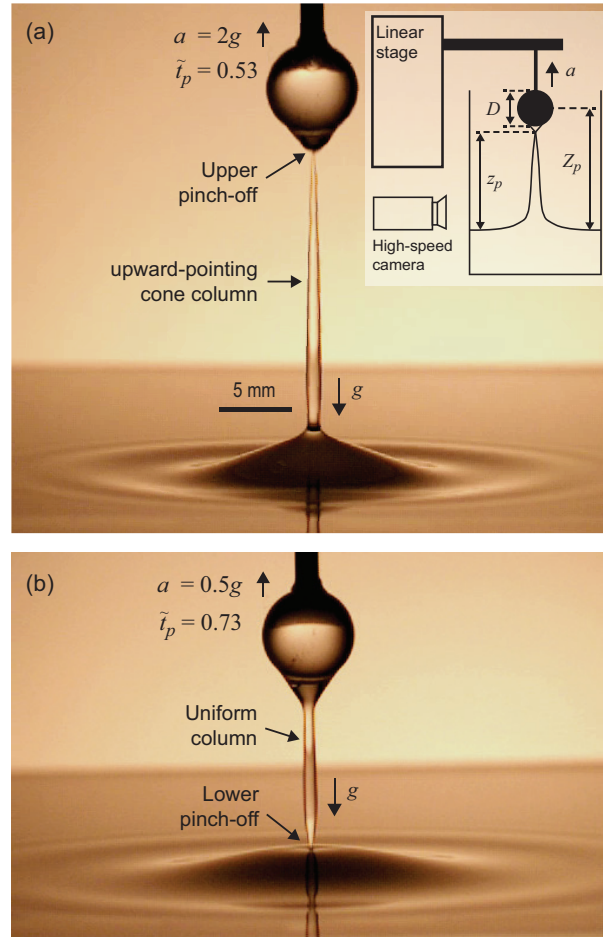 (a)
a = 2g
t̃p = 0.53
Upper
pinch-off
upward-pointing
cone column
5 mm
g
Linear
stage
a
D
zp
Zp
High-speed
camera
(b)
a = 0.5g
t̃p = 0.73
Uniform
column
Lower
pinch-off
g